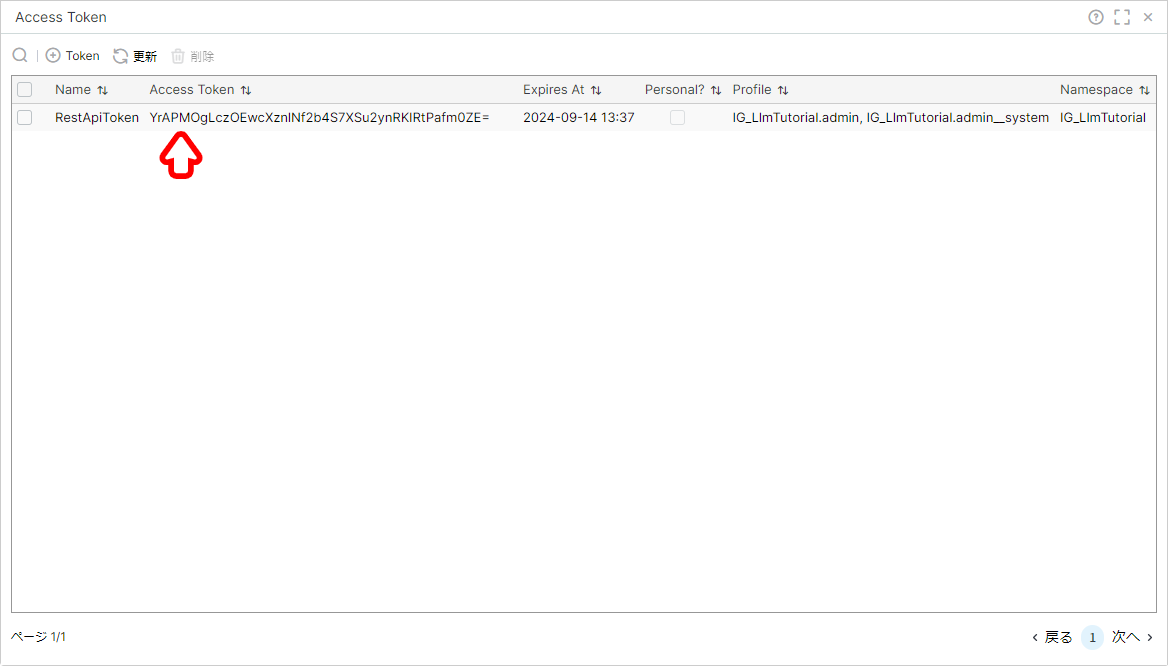 Access Token
Token 更新 削除
Name Access Token Expires At Personal? Profile Namespace
RestApiToken YrAPMOgLczOEwcXznlNf2b4S7XSu2ynRKlRtPafm0ZE= 2024-09-14 13:37 IG_LlmTutorial.admin, IG_LlmTutorial.admin__system IG_LlmTutorial
ページ 1/1 戻る 1 次へ